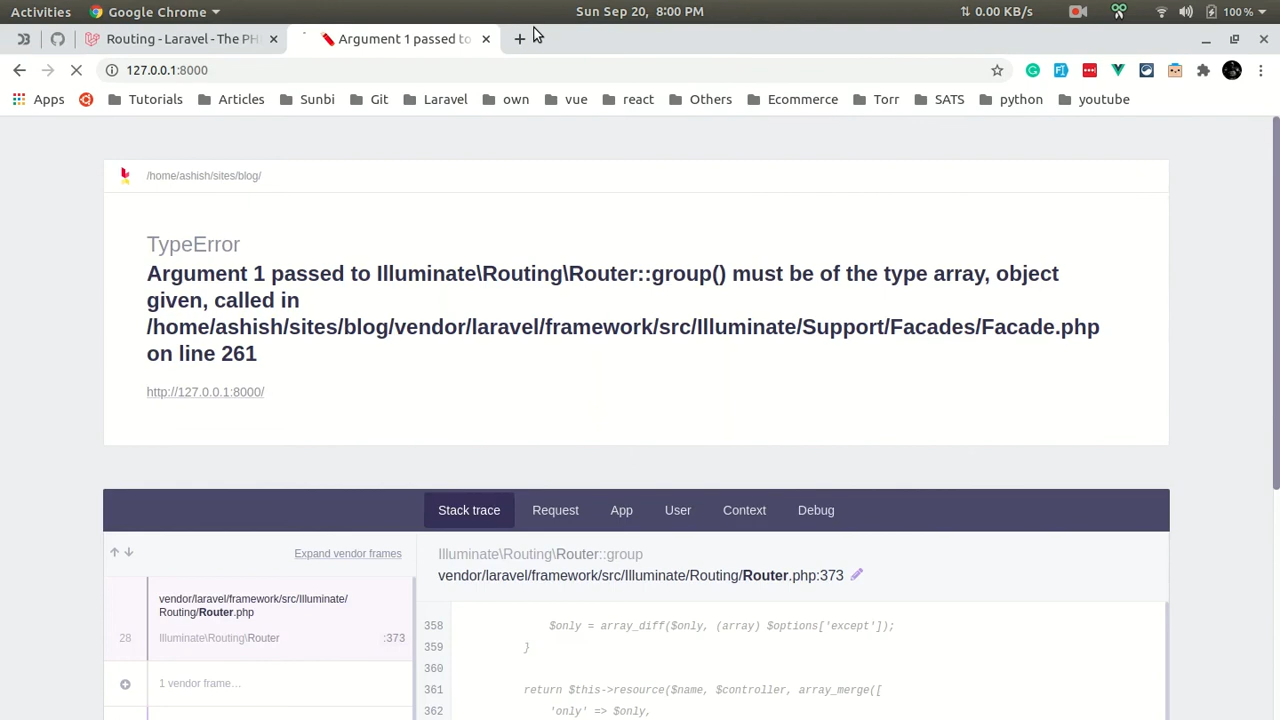 Activities
Google Chrome
Sun Sep 20, 8:00 PM
0.00 KB/s
100 %
Routing - Laravel - The PH
Argument 1 passed to
127.0.0.1:8000
Apps
Tutorials
Articles
Sunbi
Git
Laravel
own
vue
react
Others
Ecommerce
Torr
SATS
python
youtube
/home/ashish/sites/blog/
TypeError
Argument 1 passed to Illuminate\Routing\Router::group() must be of the type array, object
given, called in
/home/ashish/sites/blog/vendor/laravel/framework/src/Illuminate/Support/Facades/Facade.php
on line 261
http://127.0.0.1:8000/
Stack trace
Request
App
User
Context
Debug
Expand vendor frames
Illuminate\Routing\Router::group
vendor/laravel/framework/src/Illuminate/Routing/Router.php:373
vendor/laravel/framework/src/Illuminate/
Routing/Router.php
28 Illuminate\Routing\Router :373
1 vendor frame…
358 $only = array_diff($only, (array) $options['except']);
359 }
360
361 return $this->resource($name, $controller, array_merge([
362 'only' => $only,